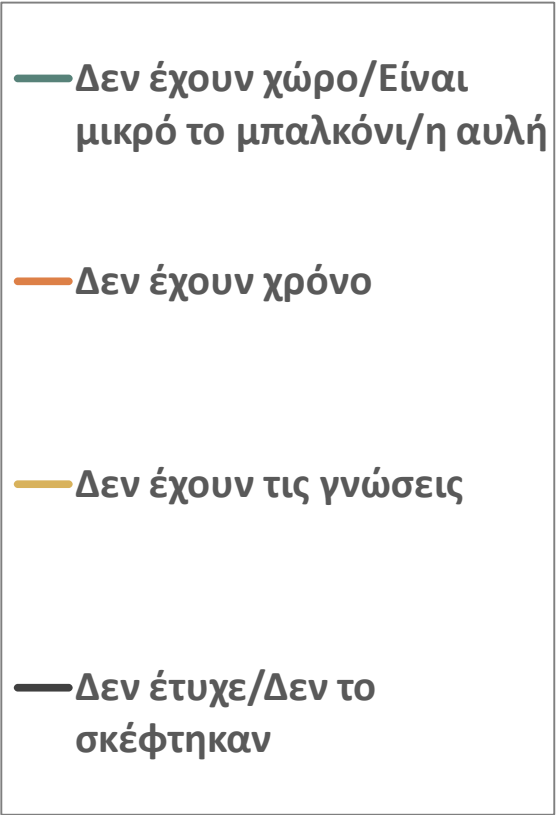 Δεν έχουν χώρο/Είναι
μικρό το μπαλκόνι/η αυλή
Δεν έχουν χρόνο
Δεν έχουν τις γνώσεις
Δεν έτυχε/Δεν το
σκέφτηκαν